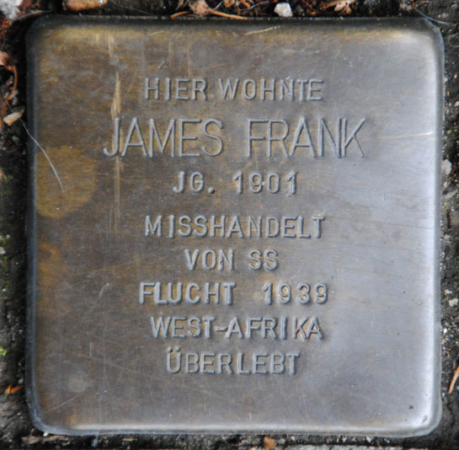 HIER WOHNTE
JAMES FRANK
JG. 1901
MISSHANDELT
VON SS
FLUCHT 1939
WEST-AFRIKA
ÜBERLEBT